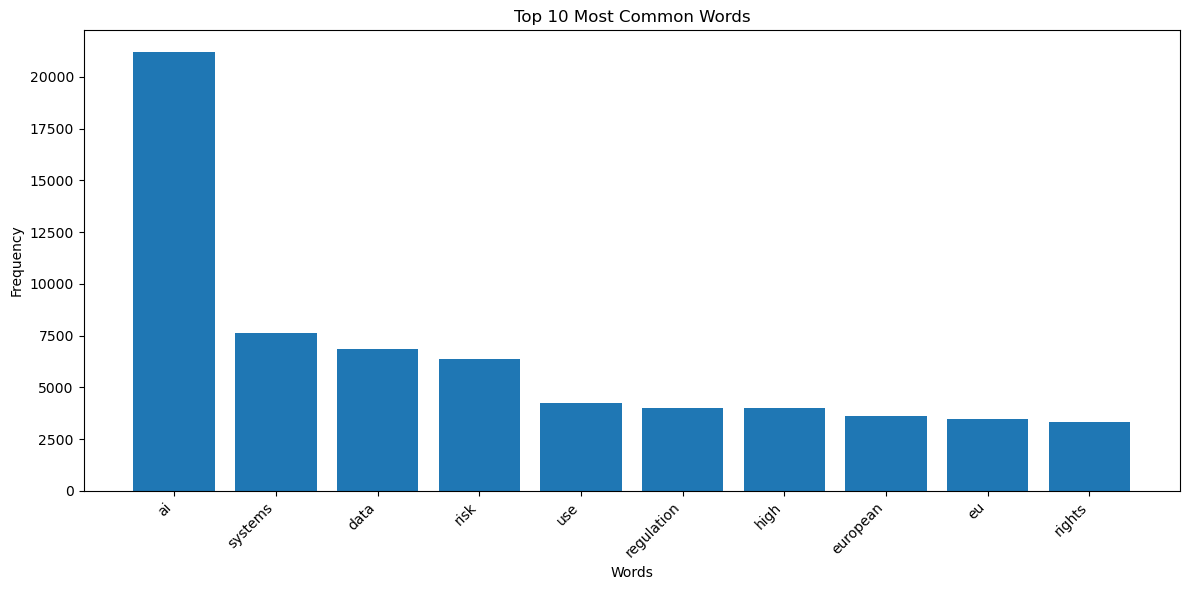 Top 10 Most Common Words
Frequency
20000
17500
15000
12500
10000
7500
5000
2500
0
ai
systems
data
risk
use
regulation
high
european
eu
rights
Words